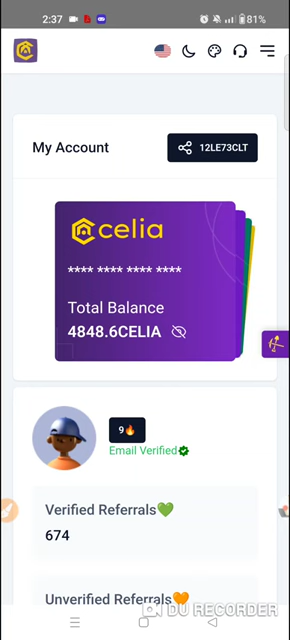 2:37
81%
My Account
12LE73CLT
celia
**** **** **** ****
Total Balance
4848.6CELIA
9🔥
Email Verified
Verified Referrals💚
674
Unverified Referrals🧡
DU RECORDER